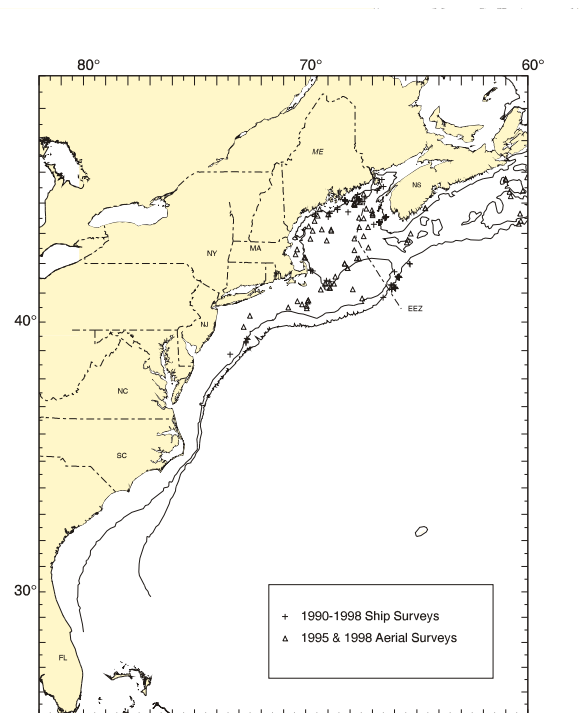 80° 70° 60°
ME
NS
NY MA
EEZ
40° NJ
NC
SC
30°
+ 1990-1998 Ship Surveys
△ 1995 & 1998 Aerial Surveys
FL